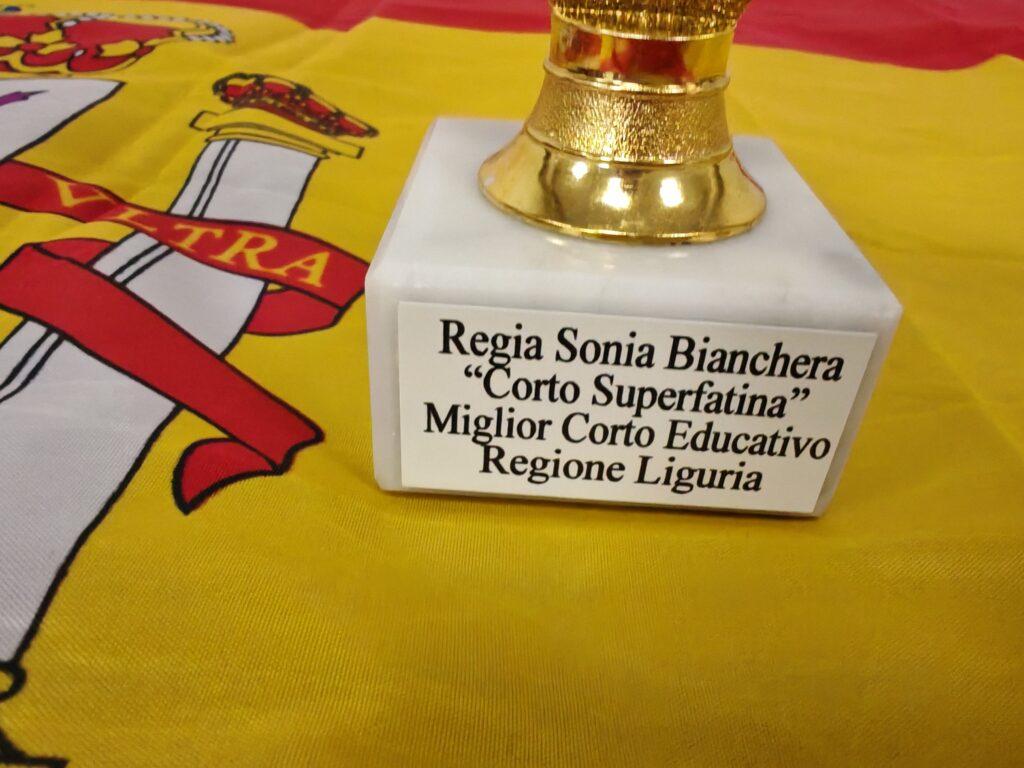 VLTRA
Regia Sonia Bianchera
“Corto Superfatina”
Miglior Corto Educativo
Regione Liguria